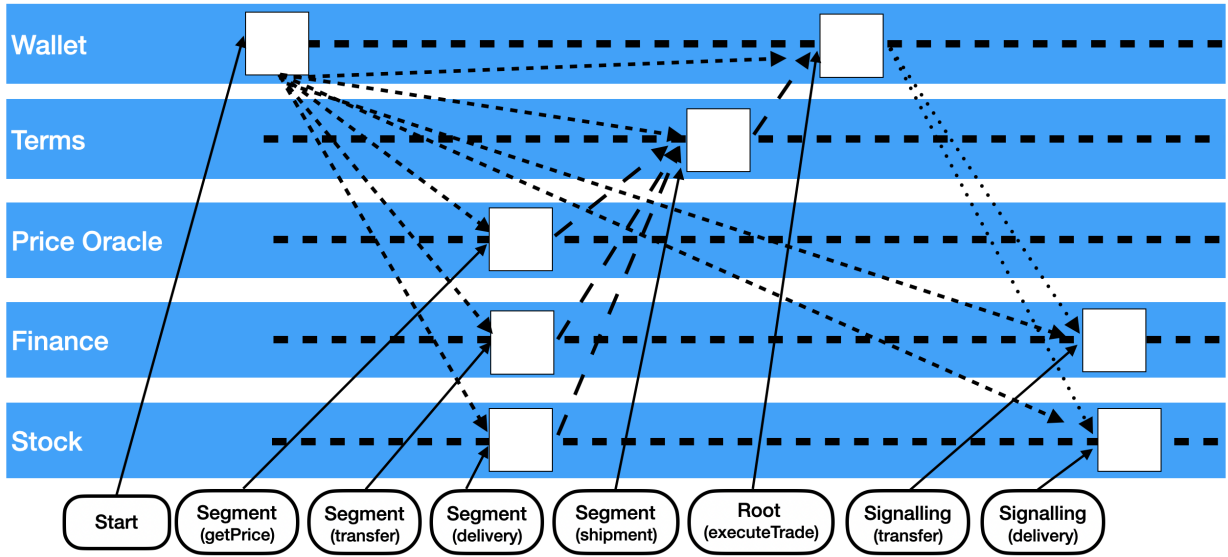 Wallet
Terms
Price Oracle
Finance
Stock
Start
Segment
(getPrice)
Segment
(transfer)
Segment
(delivery)
Segment
(shipment)
Root
(executeTrade)
Signalling
(transfer)
Signalling
(delivery)